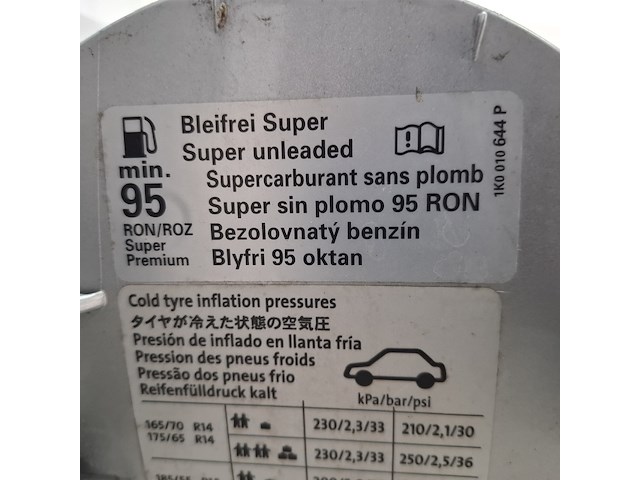 Bleifrei Super
Super unleaded
Supercarburant sans plomb
Super sin plomo 95 RON
Bezolovnatý benzín
Blyfri 95 oktan
min.
95
RON/ROZ
Super
Premium
1K0 010 644 P
Cold tyre inflation pressures
タイヤが冷えた状態の空気圧
Presión de inflado en llanta fría
Pression des pneus froids
Pressão dos pneus frio
Reifenfülldruck kalt
kPa/bar/psi
165/70 R14
175/65 R14
230/2,3/33 210/2,1/30
230/2,3/33 250/2,5/36